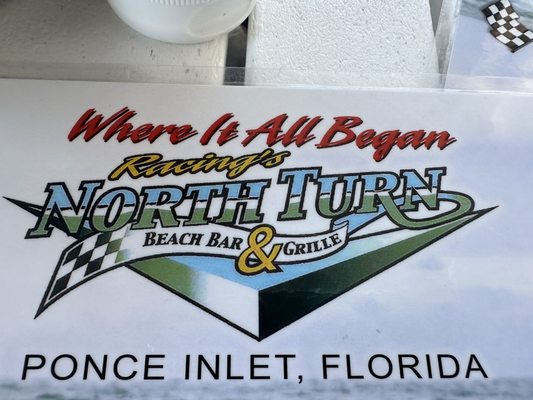 Where It All Began
Racing's
NORTH TURN
BEACH BAR & GRILLE
PONCE INLET, FLORIDA